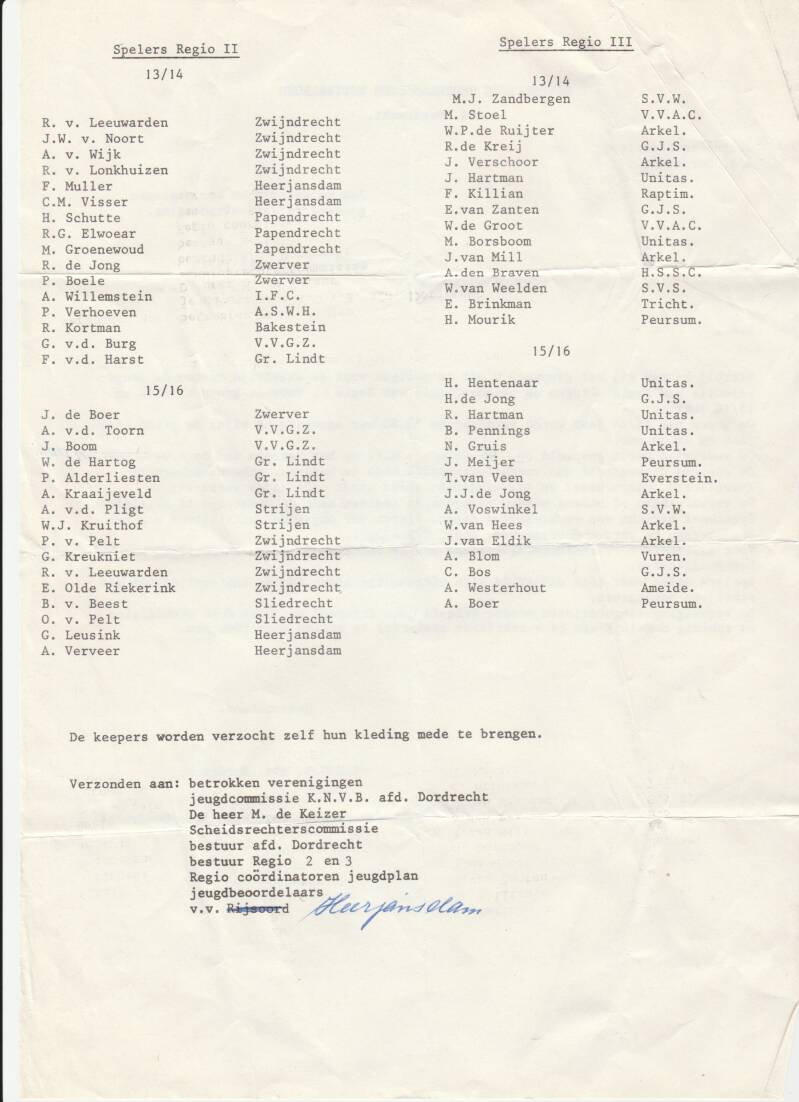 Spelers Regio II
13/14
R. v. Leeuwarden Zwijndrecht
J.W. v. Noort Zwijndrecht
A. v. Wijk Zwijndrecht
R. v. Lonkhuizen Zwijndrecht
F. Muller Heerjansdam
C.M. Visser Heerjansdam
H. Schutte Papendrecht
R.G. Elwoear Papendrecht
M. Groenewoud Papendrecht
R. de Jong Zwerver
P. Boele Zwerver
A. Willemstein I.F.C.
P. Verhoeven A.S.W.H.
R. Kortman Bakestein
G. v.d. Burg V.V.G.Z.
F. v.d. Harst Gr. Lindt
15/16
J. de Boer Zwerver
A. v.d. Toorn V.V.G.Z.
J. Boom V.V.G.Z.
W. de Hartog Gr. Lindt
P. Alderliesten Gr. Lindt
A. Kraaijeveld Gr. Lindt
A. v.d. Pligt Strijen
W.J. Kruithof Strijen
P. v. Pelt Zwijndrecht
G. Kreukniet Zwijndrecht
R. v. Leeuwarden Zwijndrecht
E. Olde Riekerink Zwijndrecht
B. v. Beest Sliedrecht
O. v. Pelt Sliedrecht
G. Leusink Heerjansdam
A. Verveer Heerjansdam
Spelers Regio III
13/14
M.J. Zandbergen S.V.W.
M. Stoel V.V.A.C.
W.P.de Ruijter Arkel.
R.de Kreij G.J.S.
J. Verschoor Arkel.
J. Hartman Unitas.
F. Killian Raptim.
E.van Zanten G.J.S.
W.de Groot V.V.A.C.
M. Borsboom Unitas.
J.van Mill Arkel.
A.den Braven H.S.S.C.
W.van Weelden S.V.S.
E. Brinkman Tricht.
H. Mourik Peursum.
15/16
H. Hentenaar Unitas.
H.de Jong G.J.S.
R. Hartman Unitas.
B. Pennings Unitas.
N. Gruis Arkel.
J. Meijer Peursum.
T.van Veen Everstein.
J.J.de Jong Arkel.
A. Voswinkel S.V.W.
W.van Hees Arkel.
J.van Eldik Arkel.
A. Blom Vuren.
C. Bos G.J.S.
A. Westerhout Ameide.
A. Boer Peursum.
De keepers worden verzocht zelf hun kleding mede te brengen.
Verzonden aan: betrokken verenigingen
jeugdcommissie K.N.V.B. afd. Dordrecht
De heer M. de Keizer
Scheidsrechterscommissie
bestuur afd. Dordrecht
bestuur Regio 2 en 3
Regio coördinatoren jeugdplan
jeugdbeoordelaars
v.v. Rijsoord Heerjansdam